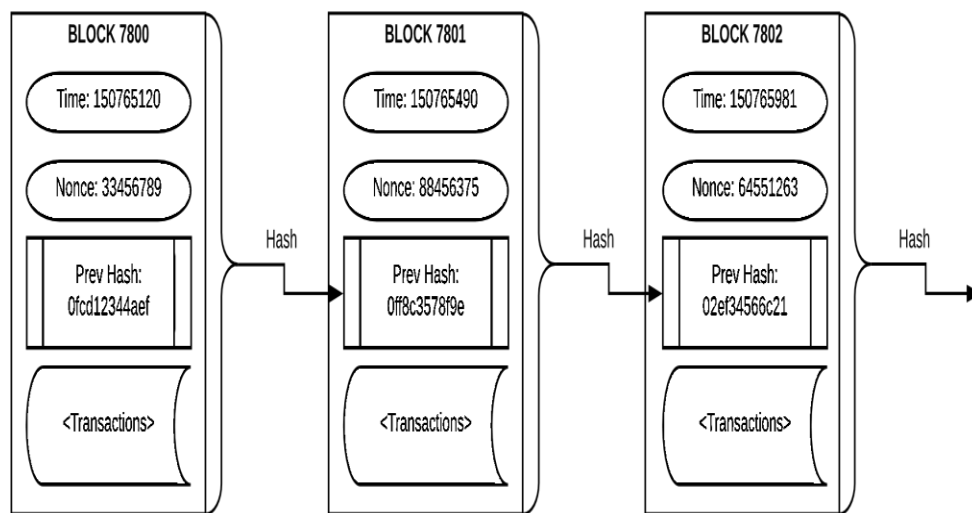 BLOCK 7800
Time: 150765120
Nonce: 33456789
Prev Hash:
0fcd12344aef
<Transactions>
Hash
BLOCK 7801
Time: 150765490
Nonce: 88456375
Prev Hash:
0ff8c3578f9e
<Transactions>
Hash
BLOCK 7802
Time: 150765981
Nonce: 64551263
Prev Hash:
02ef34566c21
<Transactions>
Hash